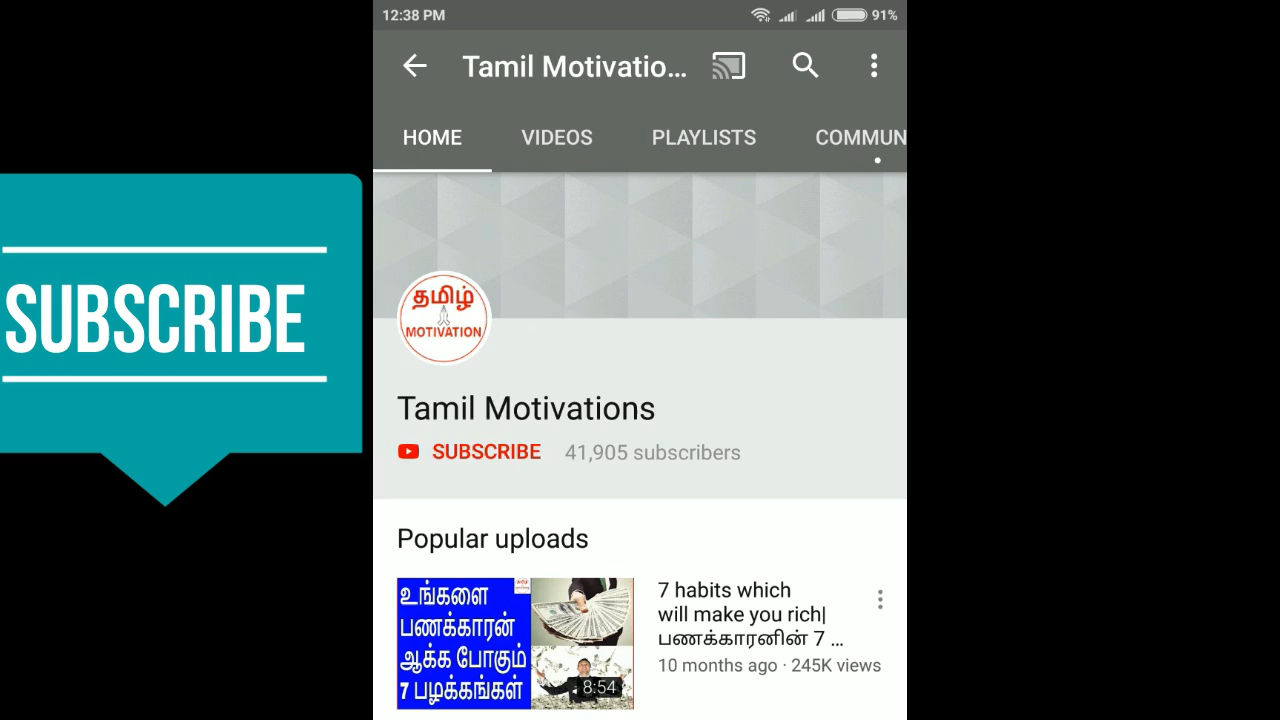 12:38 PM
91%
Tamil Motivatio...
HOME VIDEOS PLAYLISTS COMMUN
SUBSCRIBE
தமிழ்
MOTIVATION
Tamil Motivations
SUBSCRIBE 41,905 subscribers
Popular uploads
உங்களை
பணக்காரன்
ஆக்க போகும்
7 பழக்கங்கள்
8:54
7 habits which
will make you rich|
பணக்காரனின் 7 ...
10 months ago · 245K views